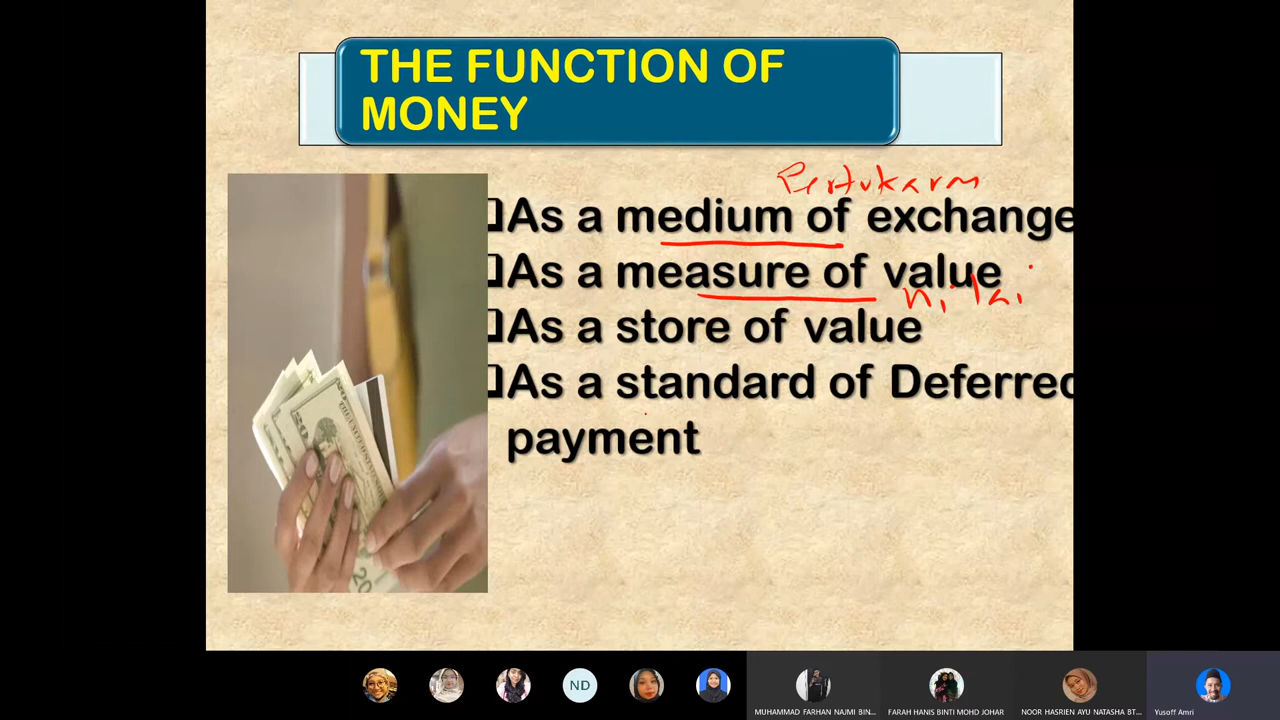 THE FUNCTION OF
MONEY
Pertukaran
As a medium of exchange
As a measure of value
nilai
As a store of value
As a standard of Deferred
payment
ND
MUHAMMAD FARHAN NAJMI BIN...
FARAH HANIS BINTI MOHD JOHAR
NOOR HASRIEN AYU NATASHA BT...
Yusoff Amri